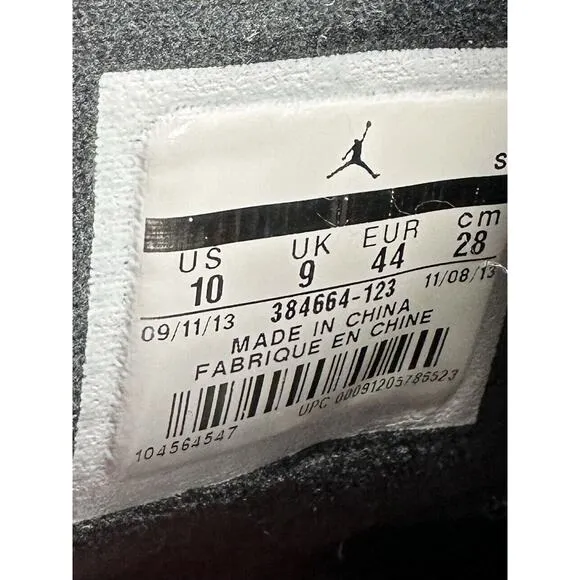 S
US UK EUR cm
10 9 44 28
09/11/13 384664-123 11/08/13
MADE IN CHINA
FABRIQUE EN CHINE
104564547 UPC 00091205786523